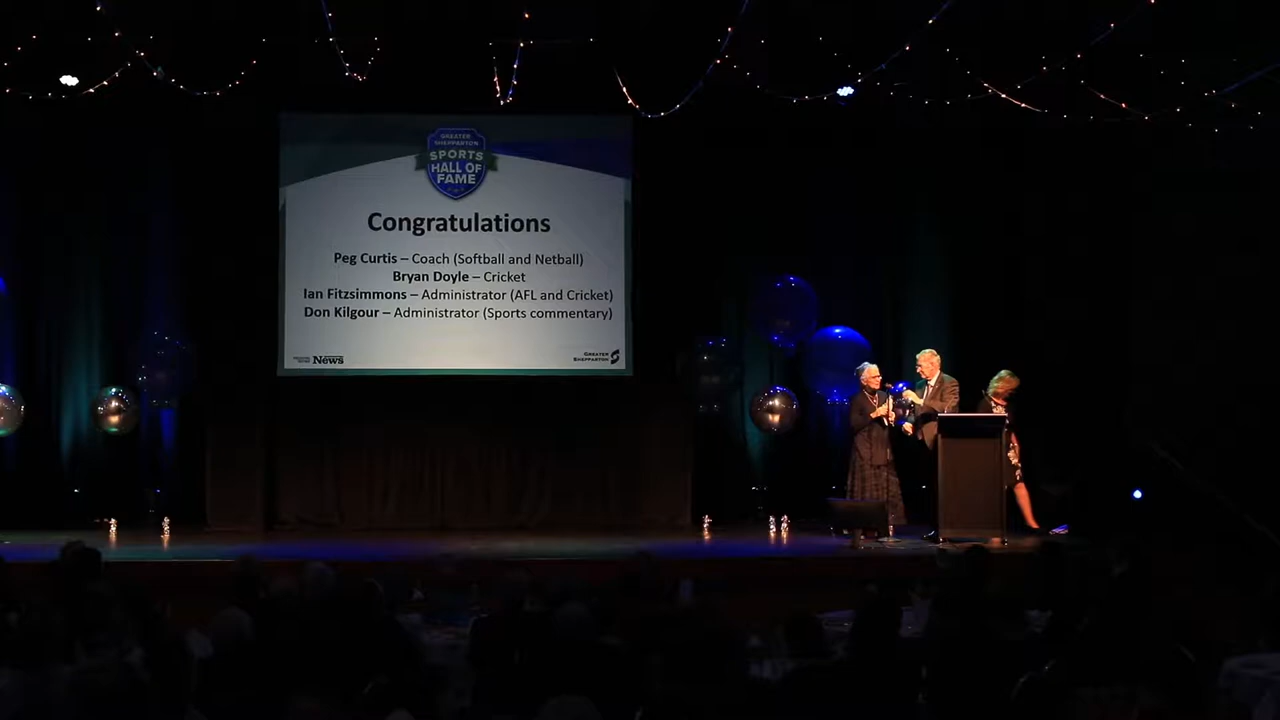 GREATER
SHEPPARTON
SPORTS
HALL OF
FAME
Congratulations
Peg Curtis – Coach (Softball and Netball)
Bryan Doyle – Cricket
Ian Fitzsimmons – Administrator (AFL and Cricket)
Don Kilgour – Administrator (Sports commentary)
News
GREATER
SHEPPARTON